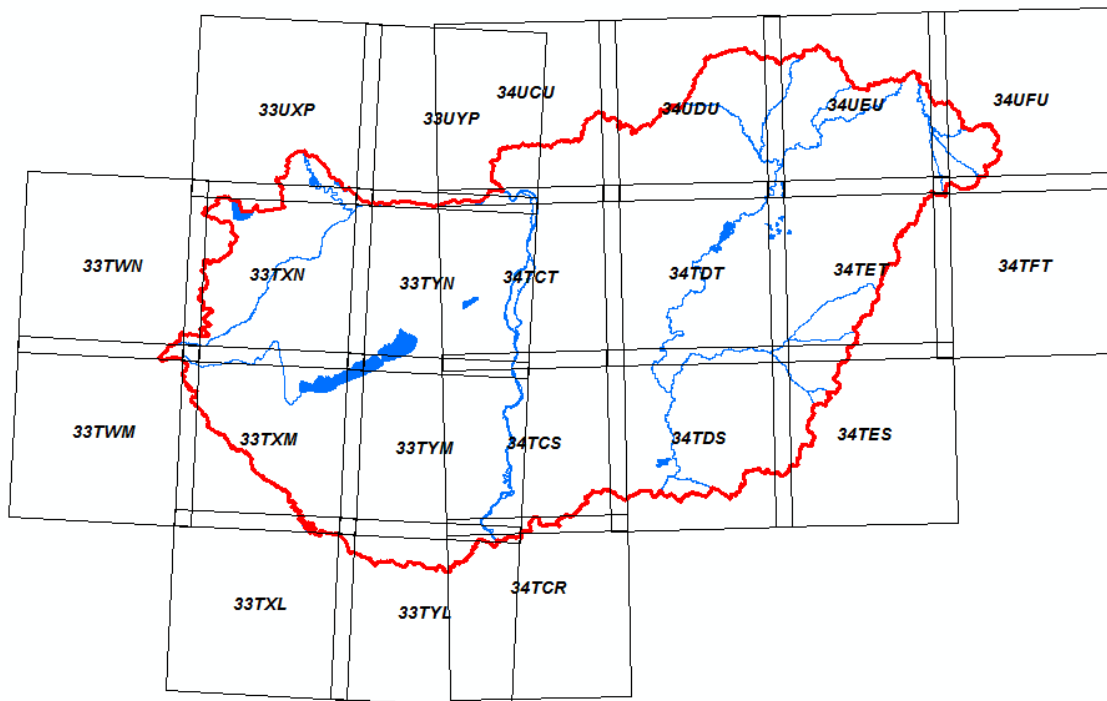 34UCU
34UFU
33UXP
34UDU
34UEU
33UYP
33TWN
33TXN
33TYN
34TCT
34TDT
34TET
34TFT
33TWM
33TXM
33TYM
34TCS
34TDS
34TES
33TXL
33TYL
34TCR